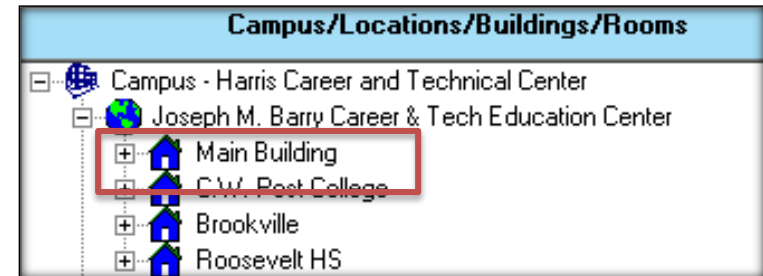 Campus/Locations/Buildings/Rooms
Campus - Harris Career and Technical Center
Joseph M. Barry Career & Tech Education Center
Main Building
C.W. Post College
Brookville
Roosevelt HS